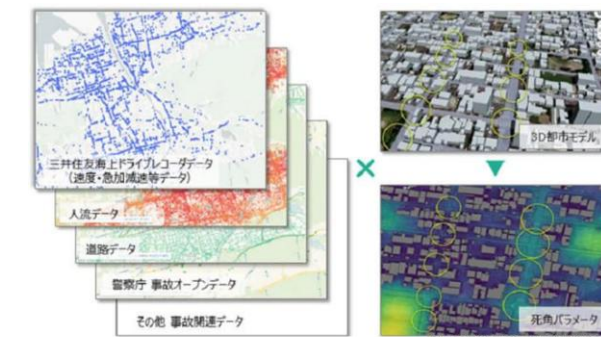 三井住友海上ドライブレコーダデータ
(速度・急加減速等データ)
人流データ
道路データ
警察庁 事故オープンデータ
その他 事故関連データ
×
3D都市モデル
死角パラメータ